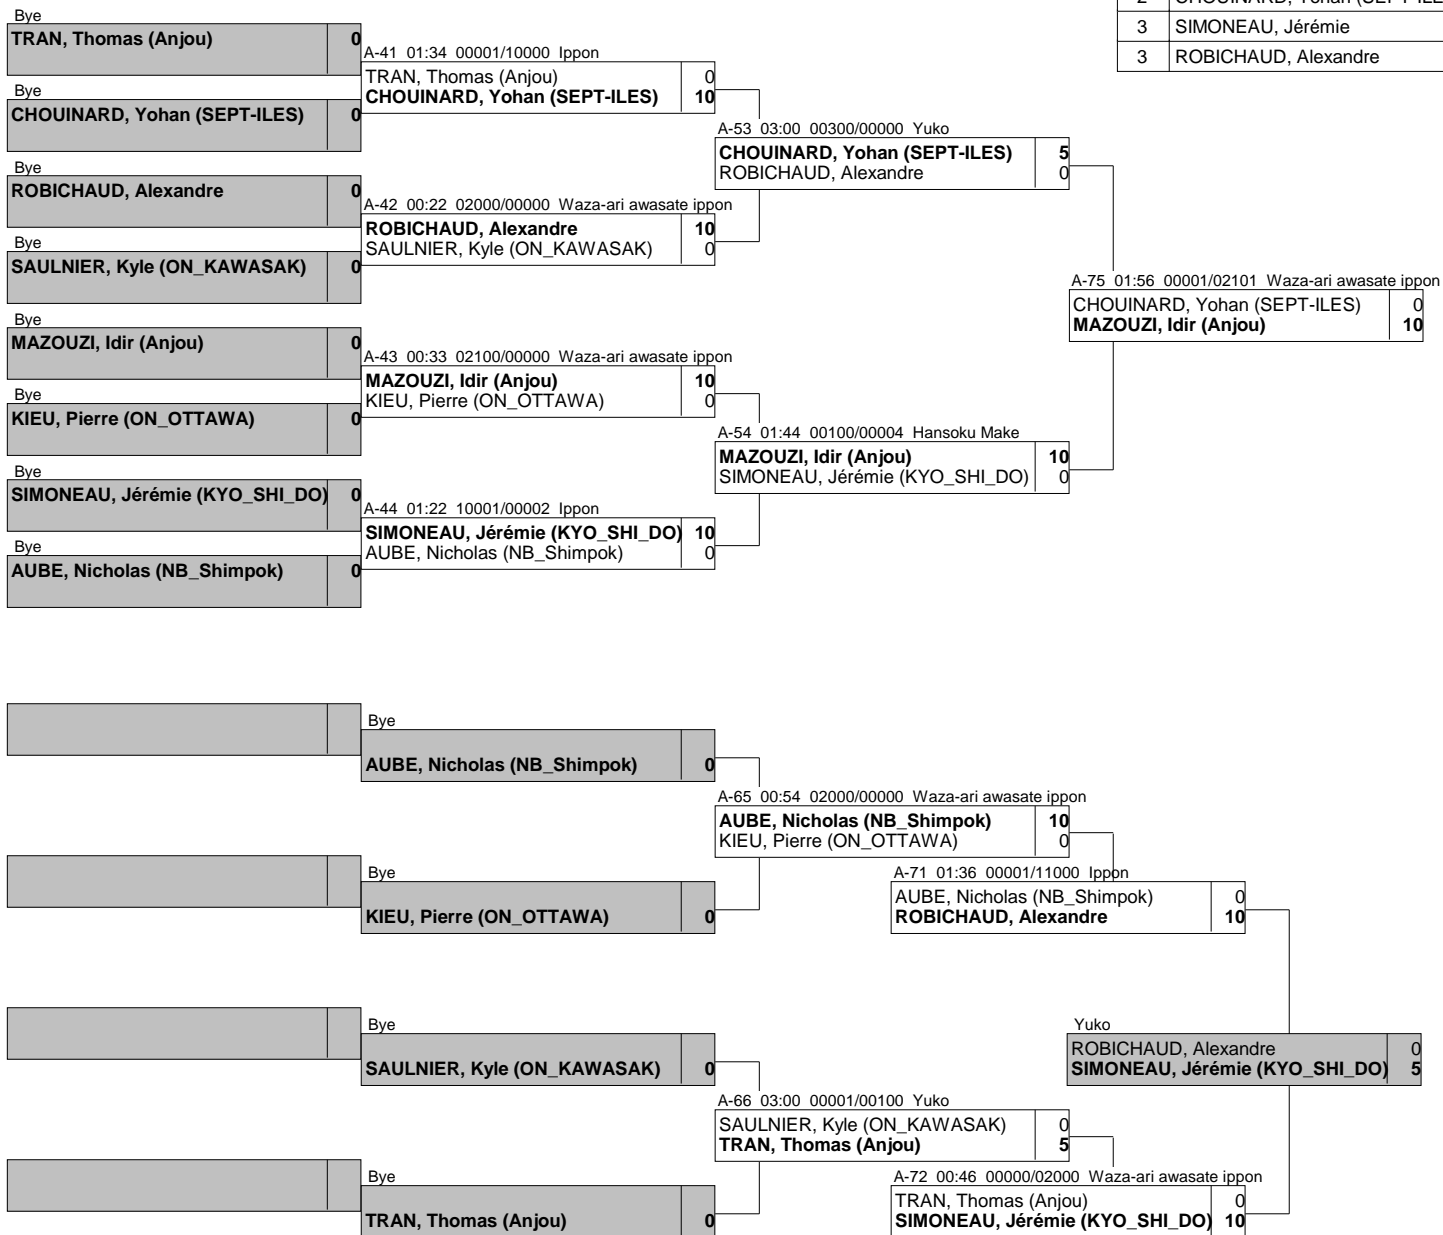 2 CHOUINARD, Yohan (SEPT-ILE
3 SIMONEAU, Jérémie
3 ROBICHAUD, Alexandre
Bye
TRAN, Thomas (Anjou) 0
Bye
CHOUINARD, Yohan (SEPT-ILES) 0
Bye
ROBICHAUD, Alexandre 0
Bye
SAULNIER, Kyle (ON_KAWASAK) 0
Bye
MAZOUZI, Idir (Anjou) 0
Bye
KIEU, Pierre (ON_OTTAWA) 0
Bye
SIMONEAU, Jérémie (KYO_SHI_DO) 0
Bye
AUBE, Nicholas (NB_Shimpok) 0
A-41 01:34 00001/10000 Ippon
TRAN, Thomas (Anjou) 0
CHOUINARD, Yohan (SEPT-ILES) 10
A-42 00:22 02000/00000 Waza-ari awasate ippon
ROBICHAUD, Alexandre 10
SAULNIER, Kyle (ON_KAWASAK) 0
A-43 00:33 02100/00000 Waza-ari awasate ippon
MAZOUZI, Idir (Anjou) 10
KIEU, Pierre (ON_OTTAWA) 0
A-44 01:22 10001/00002 Ippon
SIMONEAU, Jérémie (KYO_SHI_DO) 10
AUBE, Nicholas (NB_Shimpok) 0
A-53 03:00 00300/00000 Yuko
CHOUINARD, Yohan (SEPT-ILES) 5
ROBICHAUD, Alexandre 0
A-54 01:44 00100/00004 Hansoku Make
MAZOUZI, Idir (Anjou) 10
SIMONEAU, Jérémie (KYO_SHI_DO) 0
A-75 01:56 00001/02101 Waza-ari awasate ippon
CHOUINARD, Yohan (SEPT-ILES) 0
MAZOUZI, Idir (Anjou) 10
Bye
AUBE, Nicholas (NB_Shimpok) 0
Bye
KIEU, Pierre (ON_OTTAWA) 0
Bye
SAULNIER, Kyle (ON_KAWASAK) 0
Bye
TRAN, Thomas (Anjou) 0
A-65 00:54 02000/00000 Waza-ari awasate ippon
AUBE, Nicholas (NB_Shimpok) 10
KIEU, Pierre (ON_OTTAWA) 0
A-66 03:00 00001/00100 Yuko
SAULNIER, Kyle (ON_KAWASAK) 0
TRAN, Thomas (Anjou) 5
A-71 01:36 00001/11000 Ippon
AUBE, Nicholas (NB_Shimpok) 0
ROBICHAUD, Alexandre 10
A-72 00:46 00000/02000 Waza-ari awasate ippon
TRAN, Thomas (Anjou) 0
SIMONEAU, Jérémie (KYO_SHI_DO) 10
Yuko
ROBICHAUD, Alexandre 0
SIMONEAU, Jérémie (KYO_SHI_DO) 5